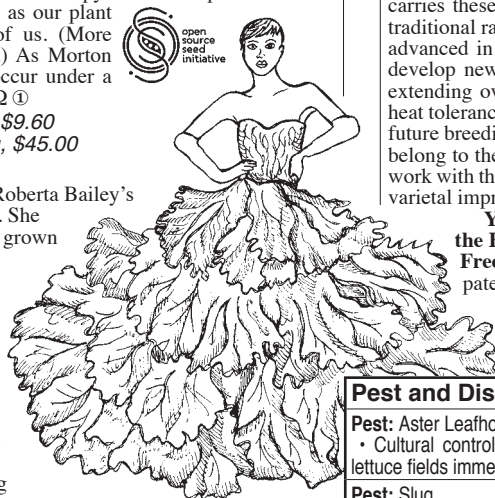 as our plant
of us. (More
) As Morton
ccur under a
Ω ①
$9.60
, $45.00
Roberta Bailey's
. She
grown
g
open
source
seed
initiative
carries these
traditional ra
advanced in
develop new
extending ov
heat toleranc
future breedi
belong to the
work with th
varietal impr
Y
the F
Free
pate
Pest and Dis
Pest: Aster Leafho
• Cultural control
lettuce fields imme
Pest: Slug